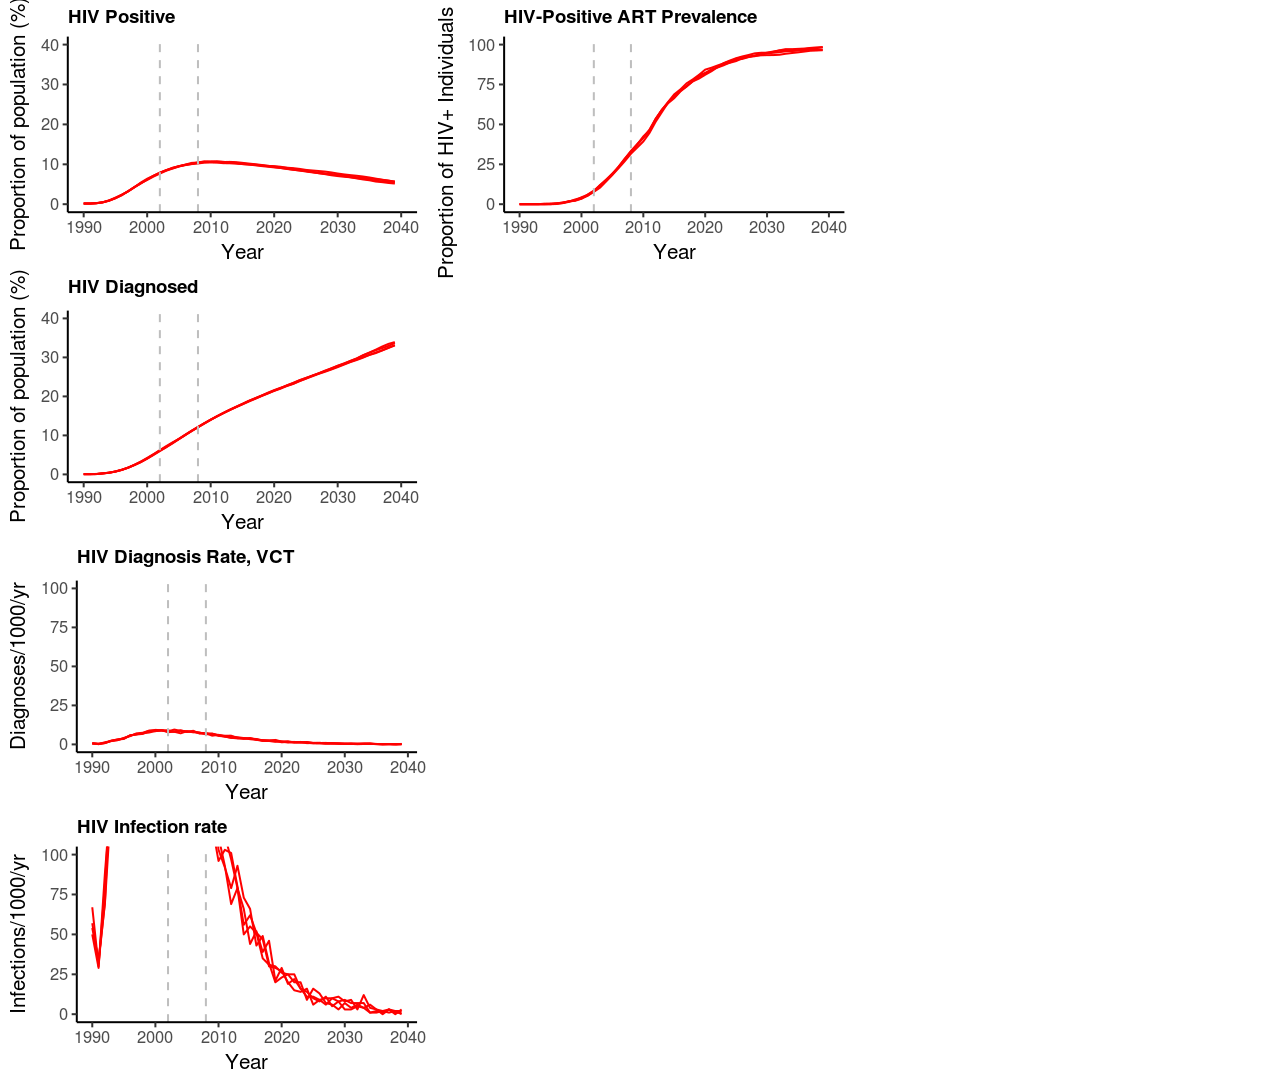 HIV Positive
Proportion of population (%)
40
30
20
10
0
1990 2000 2010 2020 2030 2040
Year
HIV-Positive ART Prevalence
Proportion of HIV+ Individuals
100
75
50
25
0
1990 2000 2010 2020 2030 2040
Year
HIV Diagnosed
Proportion of population (%)
40
30
20
10
0
1990 2000 2010 2020 2030 2040
Year
HIV Diagnosis Rate, VCT
Diagnoses/1000/yr
100
75
50
25
0
1990 2000 2010 2020 2030 2040
Year
HIV Infection rate
Infections/1000/yr
100
75
50
25
0
1990 2000 2010 2020 2030 2040
Year